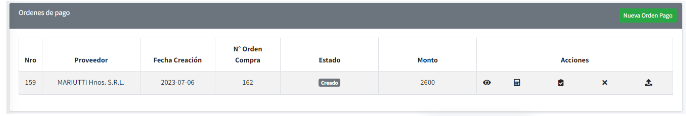 Ordenes de pago
Nueva Orden Pago
Nro Proveedor Fecha Creación N° Orden Compra Estado Monto Acciones
159 MARIUTTI Hnos. S.R.L. 2023-07-06 162 Creado 2600